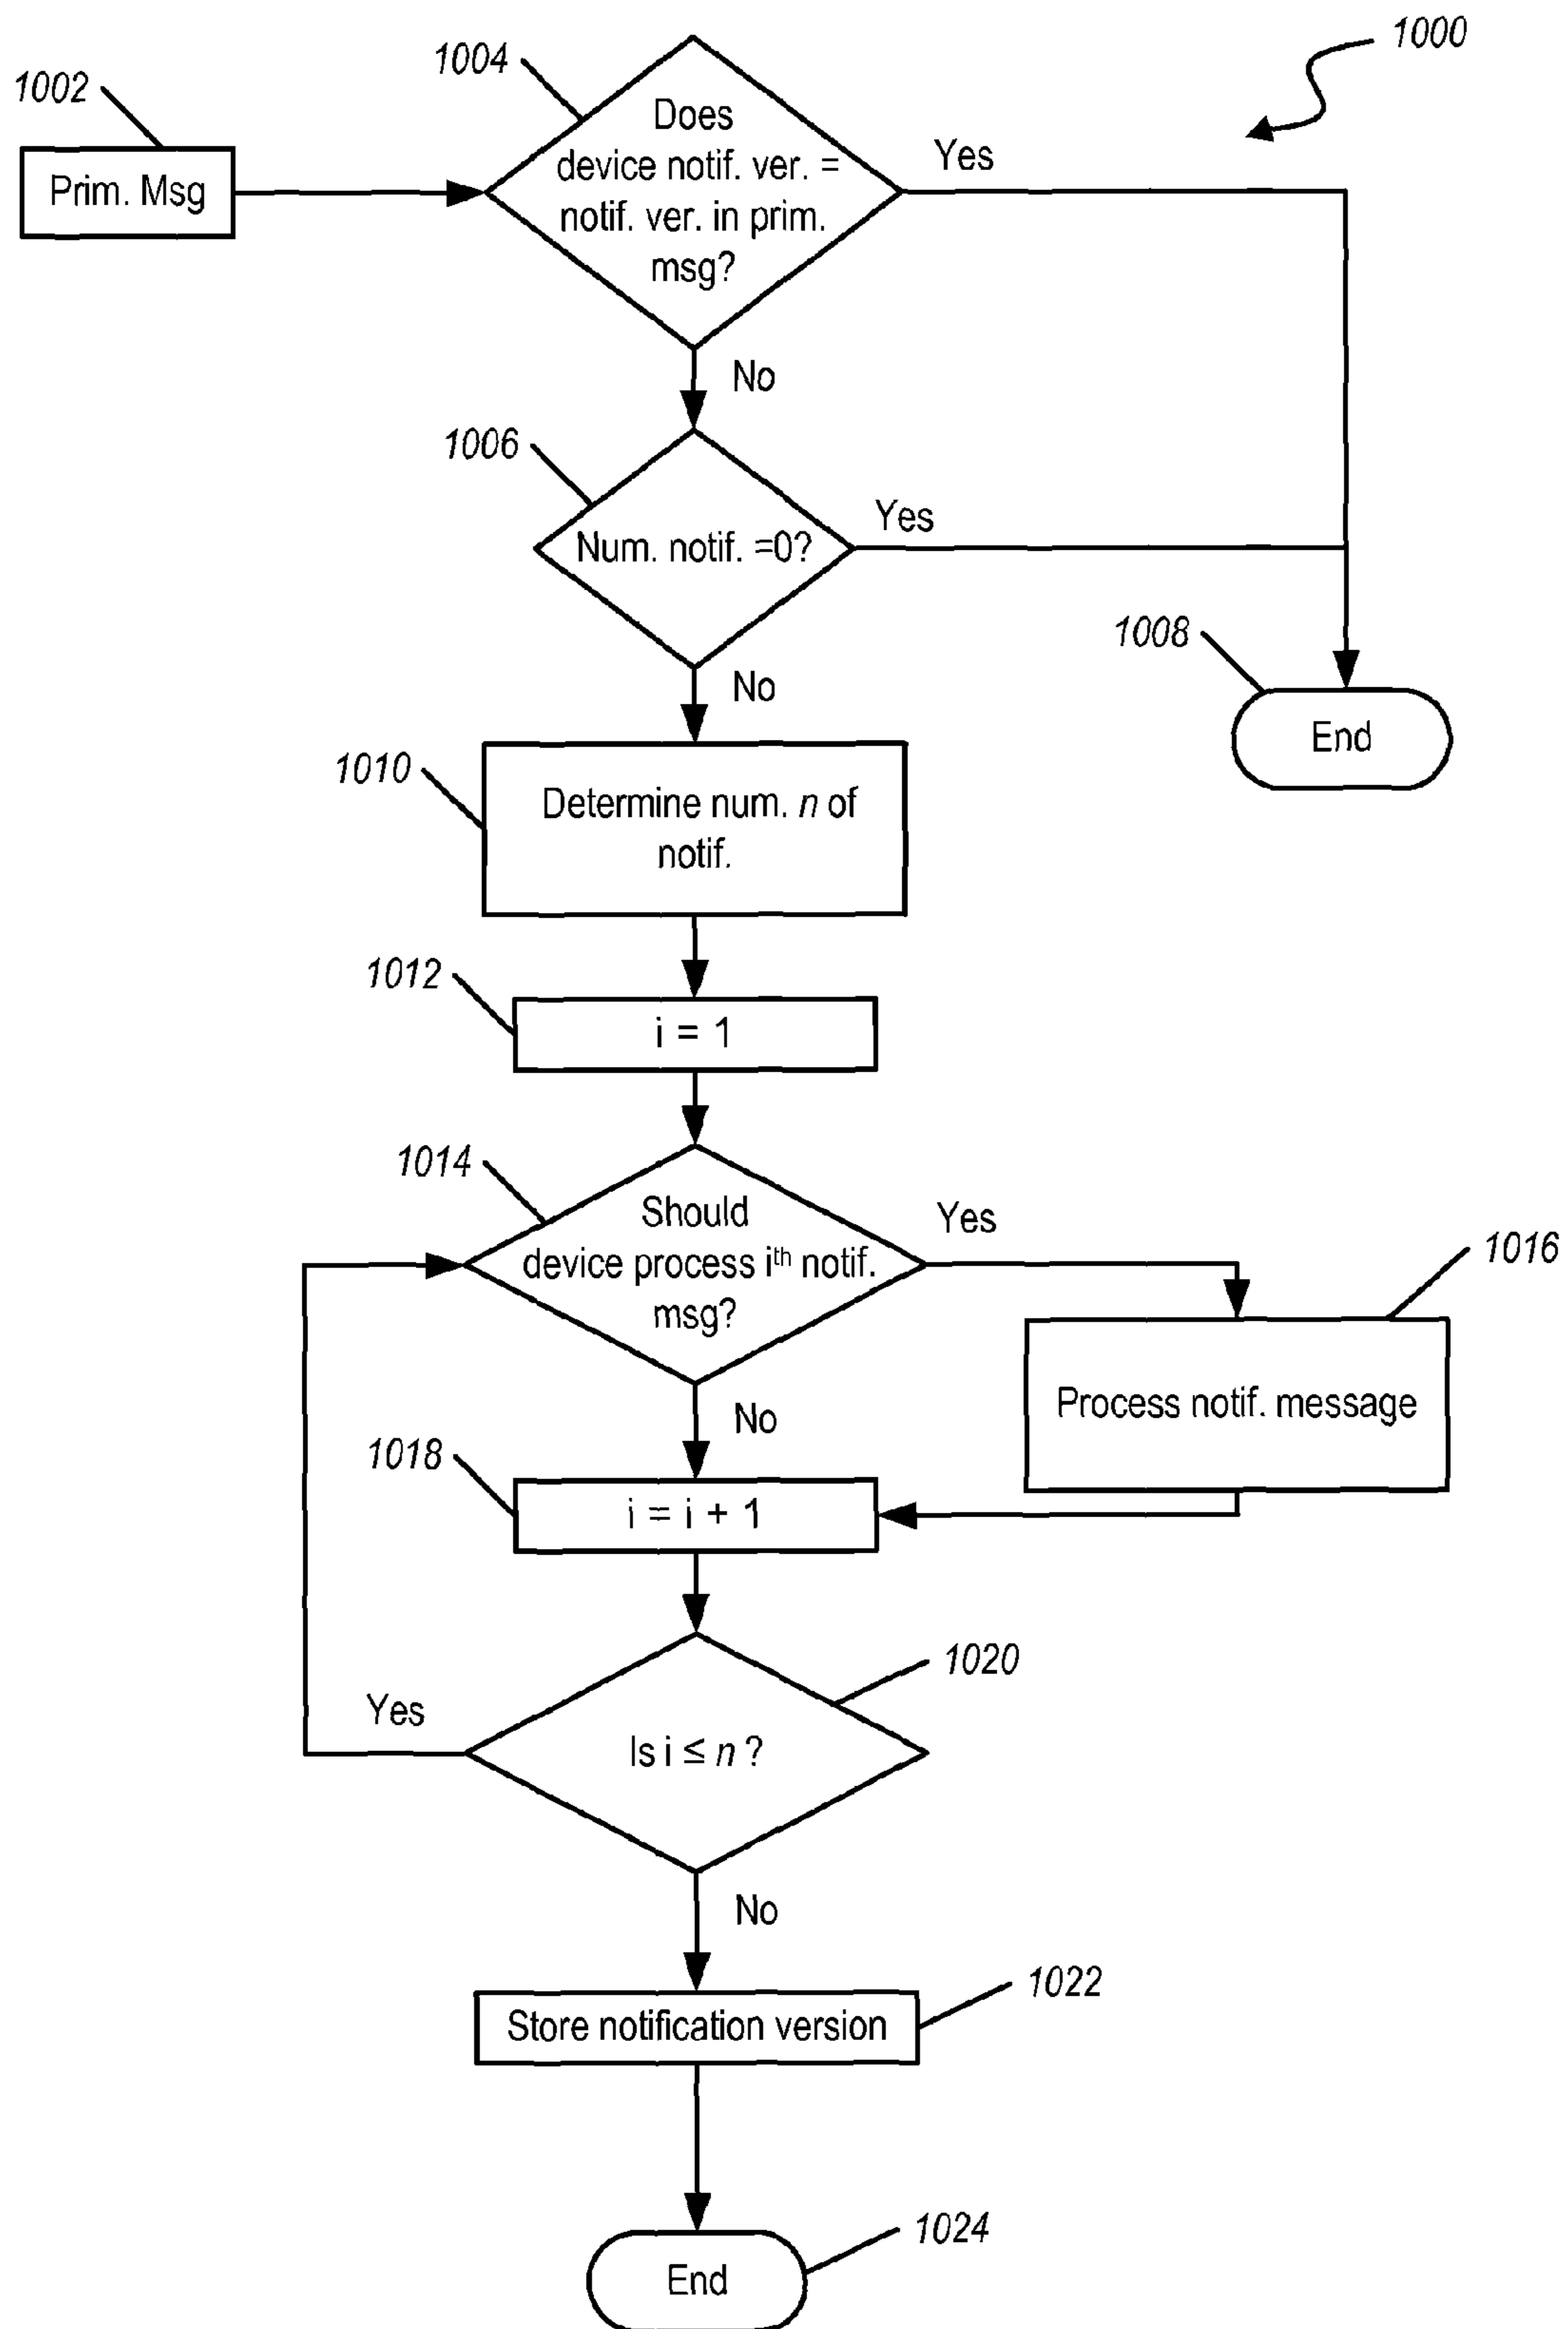 1000
1002
Prim. Msg
1004
Does
device notif. ver. =
notif. ver. in prim.
msg?
Yes
No
1006
Num. notif. =0?
Yes
No
1008
End
1010
Determine num. n of
notif.
1012
i = 1
1014
Should
device process ith notif.
msg?
Yes
No
1016
Process notif. message
1018
i = i + 1
1020
Is i ≤ n ?
Yes
No
1022
Store notification version
1024
End